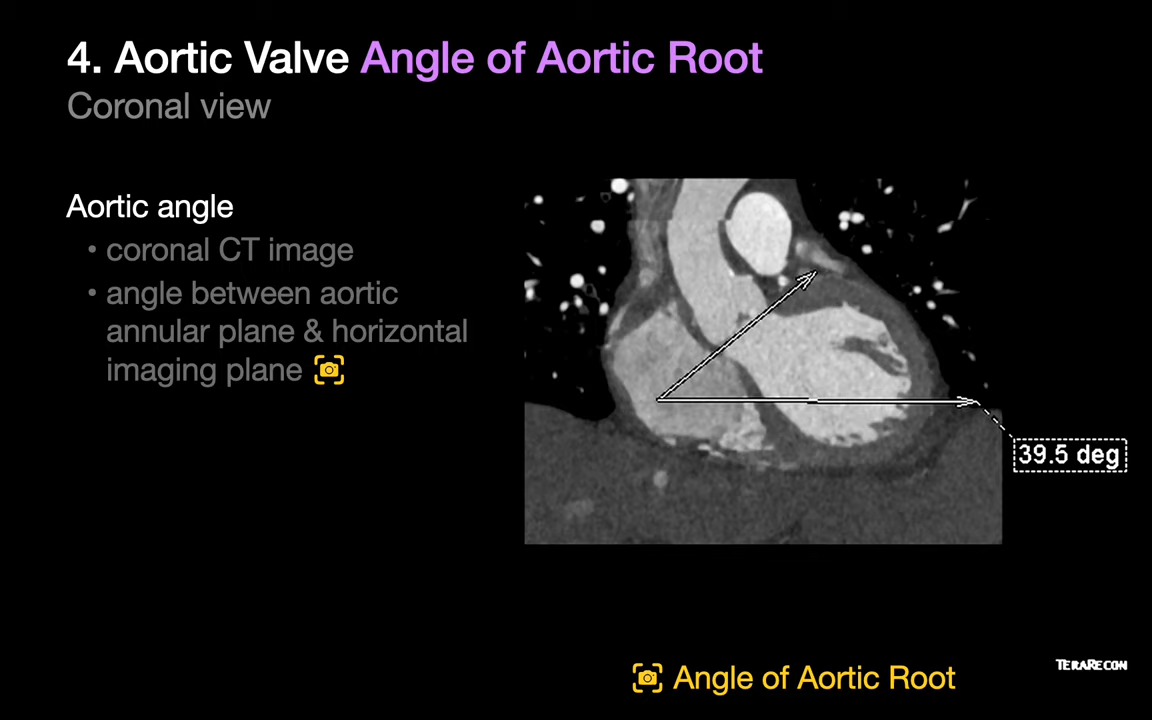 4. Aortic Valve Angle of Aortic Root
Coronal view
Aortic angle
• coronal CT image
• angle between aortic
annular plane & horizontal
imaging plane
39.5 deg
Angle of Aortic Root
TERARECON